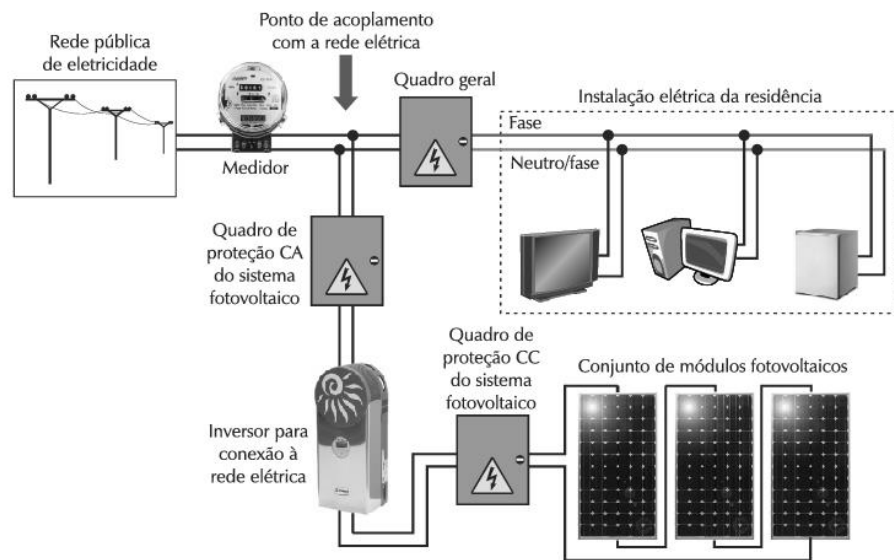 Ponto de acoplamento
com a rede elétrica
Rede pública
de eletricidade
Quadro geral
Instalação elétrica da residência
Fase
Medidor
Neutro/fase
Quadro de
proteção CA
do sistema
fotovoltaico
Quadro de
proteção CC
do sistema
fotovoltaico
Conjunto de módulos fotovoltaicos
Inversor para
conexão à
rede elétrica